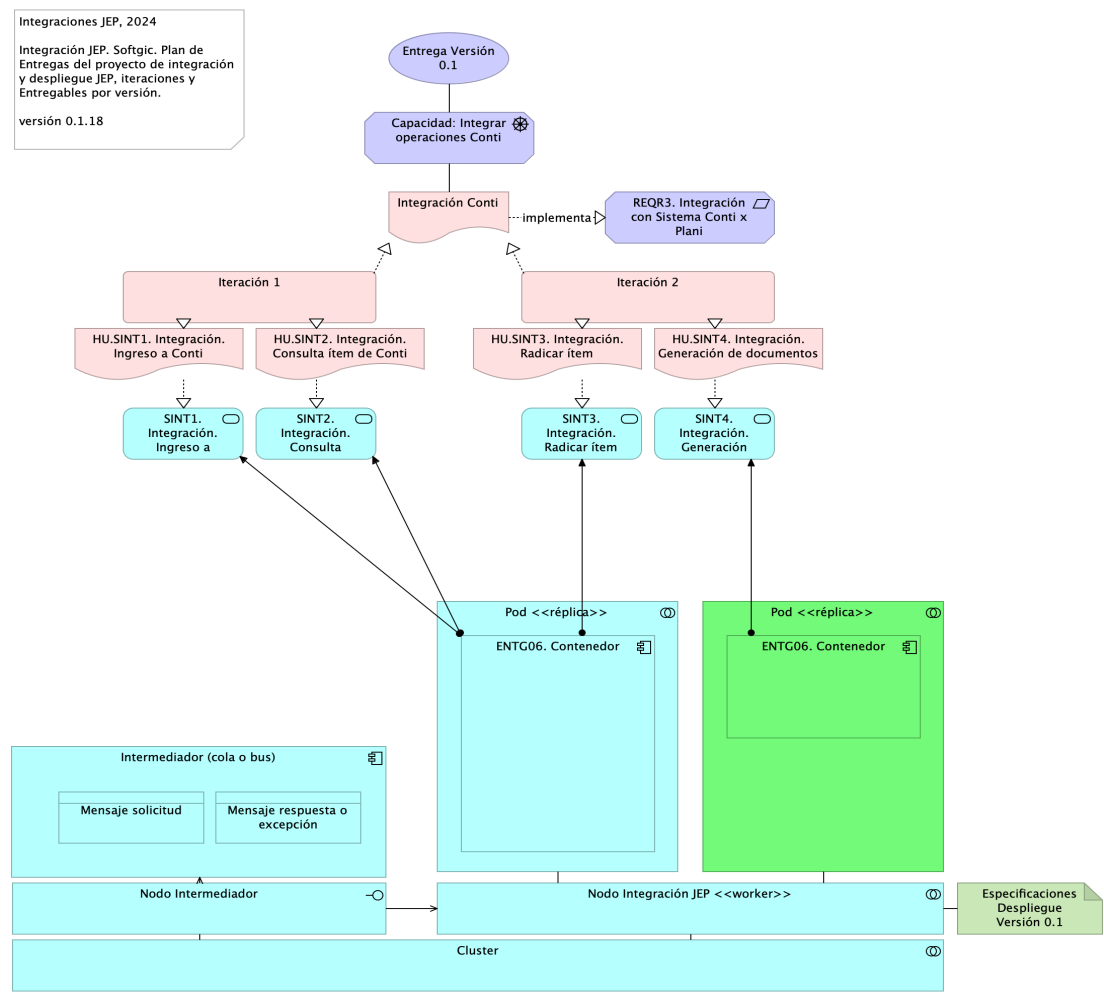 Integraciones JEP, 2024
Integración JEP. Softgic. Plan de
Entregas del proyecto de integración
y despliegue JEP, iteraciones y
Entregables por versión.
versión 0.1.18
Entrega Versión
0.1
Capacidad: Integrar
operaciones Conti
Integración Conti
implementa
REQR3. Integración
con Sistema Conti x
Plani
Iteración 1
Iteración 2
HU.SINT1. Integración.
Ingreso a Conti
HU.SINT2. Integración.
Consulta ítem de Conti
HU.SINT3. Integración.
Radicar ítem
HU.SINT4. Integración.
Generación de documentos
SINT1.
Integración.
Ingreso a
SINT2.
Integración.
Consulta
SINT3.
Integración.
Radicar ítem
SINT4.
Integración.
Generación
Pod <<réplica>>
ENTG06. Contenedor
Pod <<réplica>>
ENTG06. Contenedor
Intermediador (cola o bus)
Mensaje solicitud
Mensaje respuesta o
excepción
Nodo Intermediador
Nodo Integración JEP <<worker>>
Especificaciones
Despliegue
Versión 0.1
Cluster